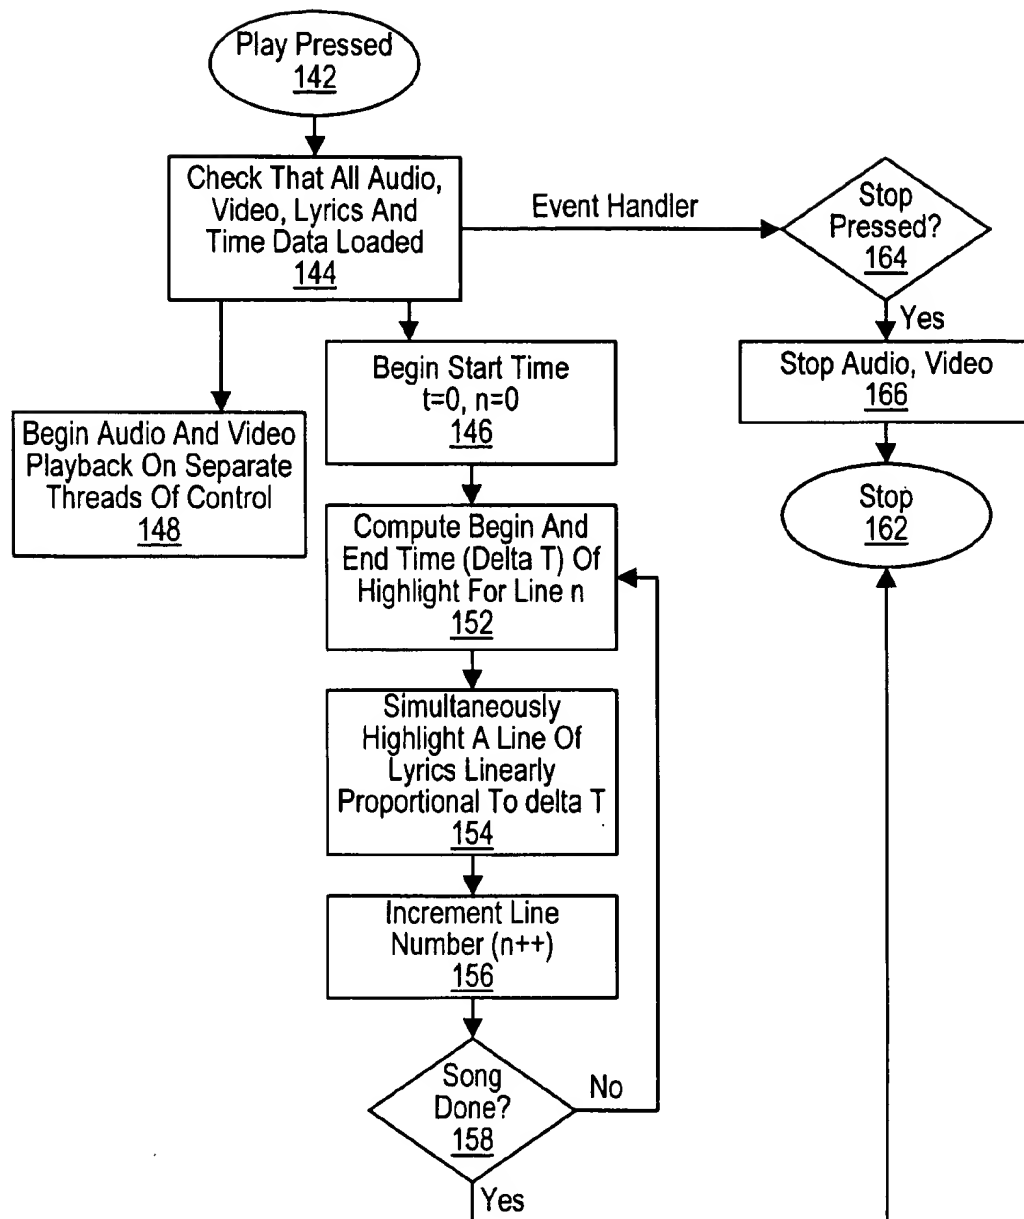 Play Pressed
142
Check That All Audio,
Video, Lyrics And
Time Data Loaded
144
Event Handler
Stop
Pressed?
164
Yes
Stop Audio, Video
166
Stop
162
Begin Start Time
t=0, n=0
146
Begin Audio And Video
Playback On Separate
Threads Of Control
148
Compute Begin And
End Time (Delta T) Of
Highlight For Line n
152
Simultaneously
Highlight A Line Of
Lyrics Linearly
Proportional To delta T
154
Increment Line
Number (n++)
156
Song
Done?
158
No
Yes